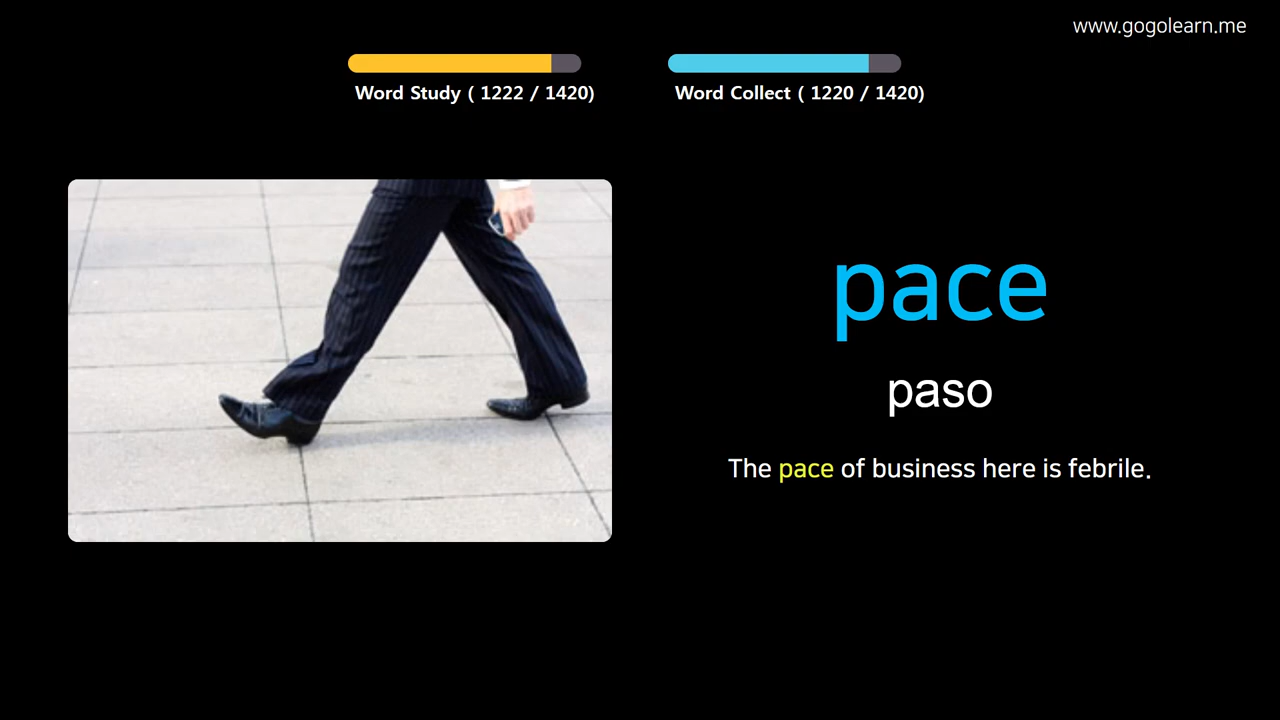 www.gogolearn.me
Word Study ( 1222 / 1420)
Word Collect ( 1220 / 1420)
pace
paso
The pace of business here is febrile.